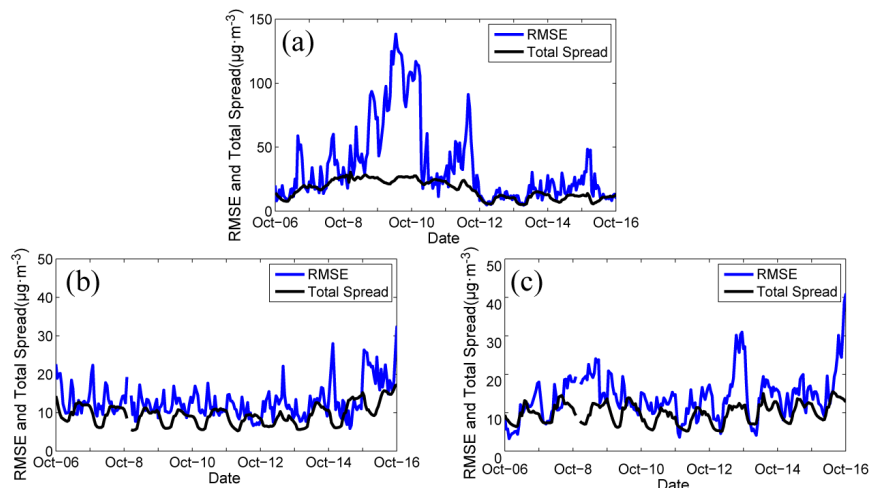 (a)
RMSE and Total Spread(μg·m⁻³)
150
100
50
0
RMSE
Total Spread
Oct−06 Oct−8 Oct−10 Oct−12 Oct−14 Oct−16
Date
(b)
RMSE and Total Spread(μg·m⁻³)
50
40
30
20
10
0
RMSE
Total Spread
Oct−06 Oct−8 Oct−10 Oct−12 Oct−14 Oct−16
Date
(c)
RMSE and Total Spread(μg·m⁻³)
50
40
30
20
10
0
RMSE
Total Spread
Oct−06 Oct−8 Oct−10 Oct−12 Oct−14 Oct−16
Date